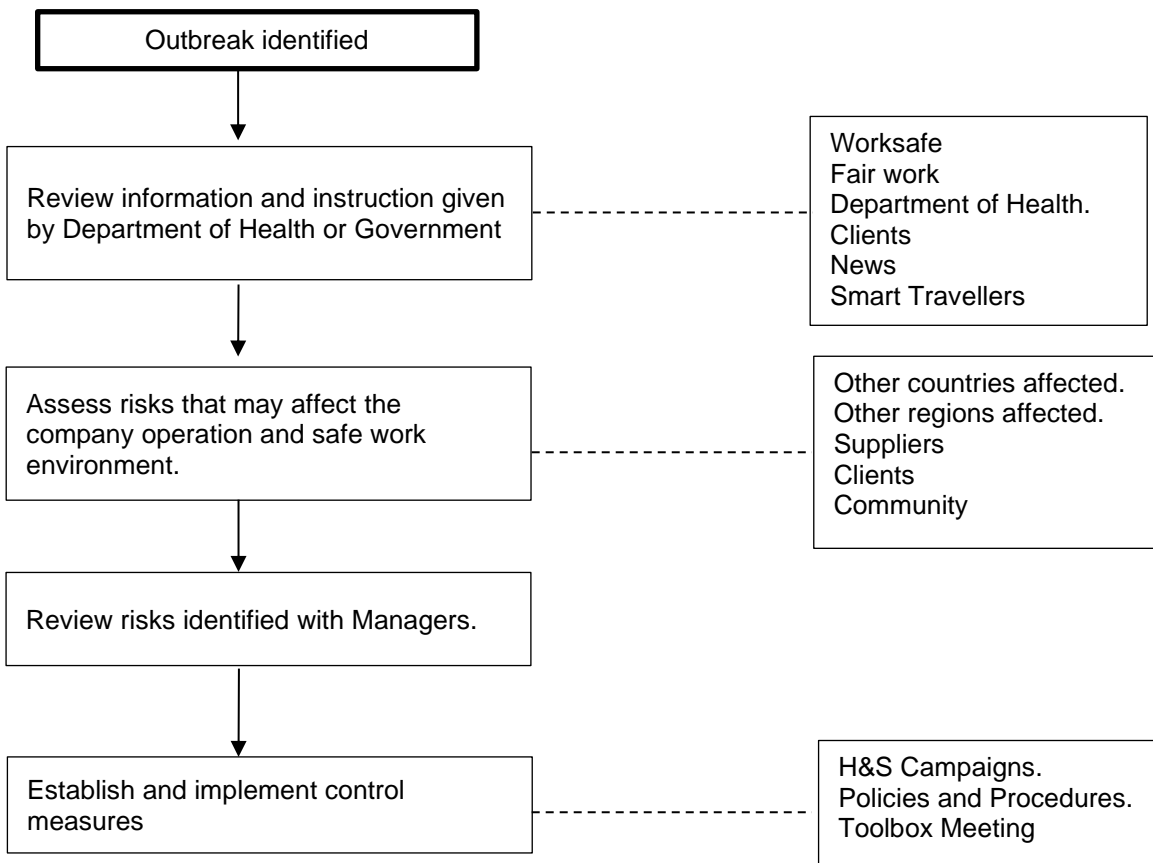 Outbreak identified
Review information and instruction given
by Department of Health or Government
Worksafe
Fair work
Department of Health.
Clients
News
Smart Travellers
Assess risks that may affect the
company operation and safe work
environment.
Other countries affected.
Other regions affected.
Suppliers
Clients
Community
Review risks identified with Managers.
Establish and implement control
measures
H&S Campaigns.
Policies and Procedures.
Toolbox Meeting